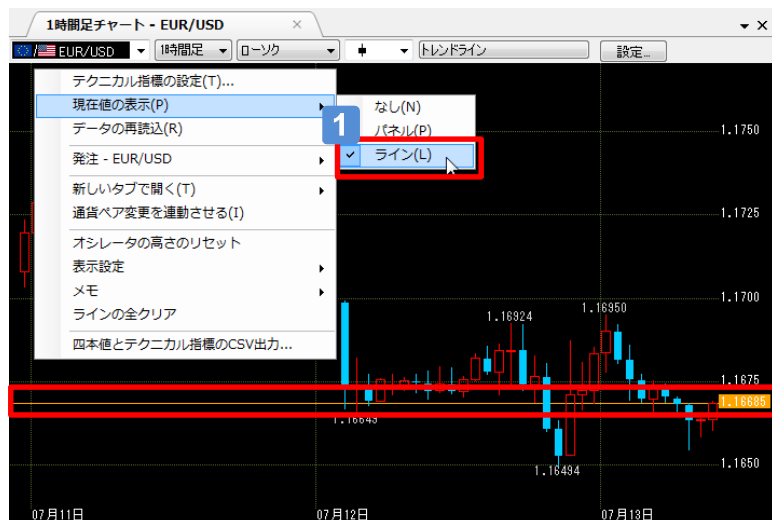 1時間足チャート - EUR/USD
EUR/USD 1時間足 ローソク トレンドライン 設定...
テクニカル指標の設定(T)...
現在値の表示(P)
データの再読込(R)
発注 - EUR/USD
新しいタブで開く(T)
通貨ペア変更を連動させる(I)
オシレータの高さのリセット
表示設定
メモ
ラインの全クリア
四本値とテクニカル指標のCSV出力...
1
なし(N)
パネル(P)
ライン(L)
1.1750
1.1725
1.1700
1.1675
1.16685
1.1650
1.16924
1.16950
1.16643
1.16494
07月11日 07月12日 07月13日